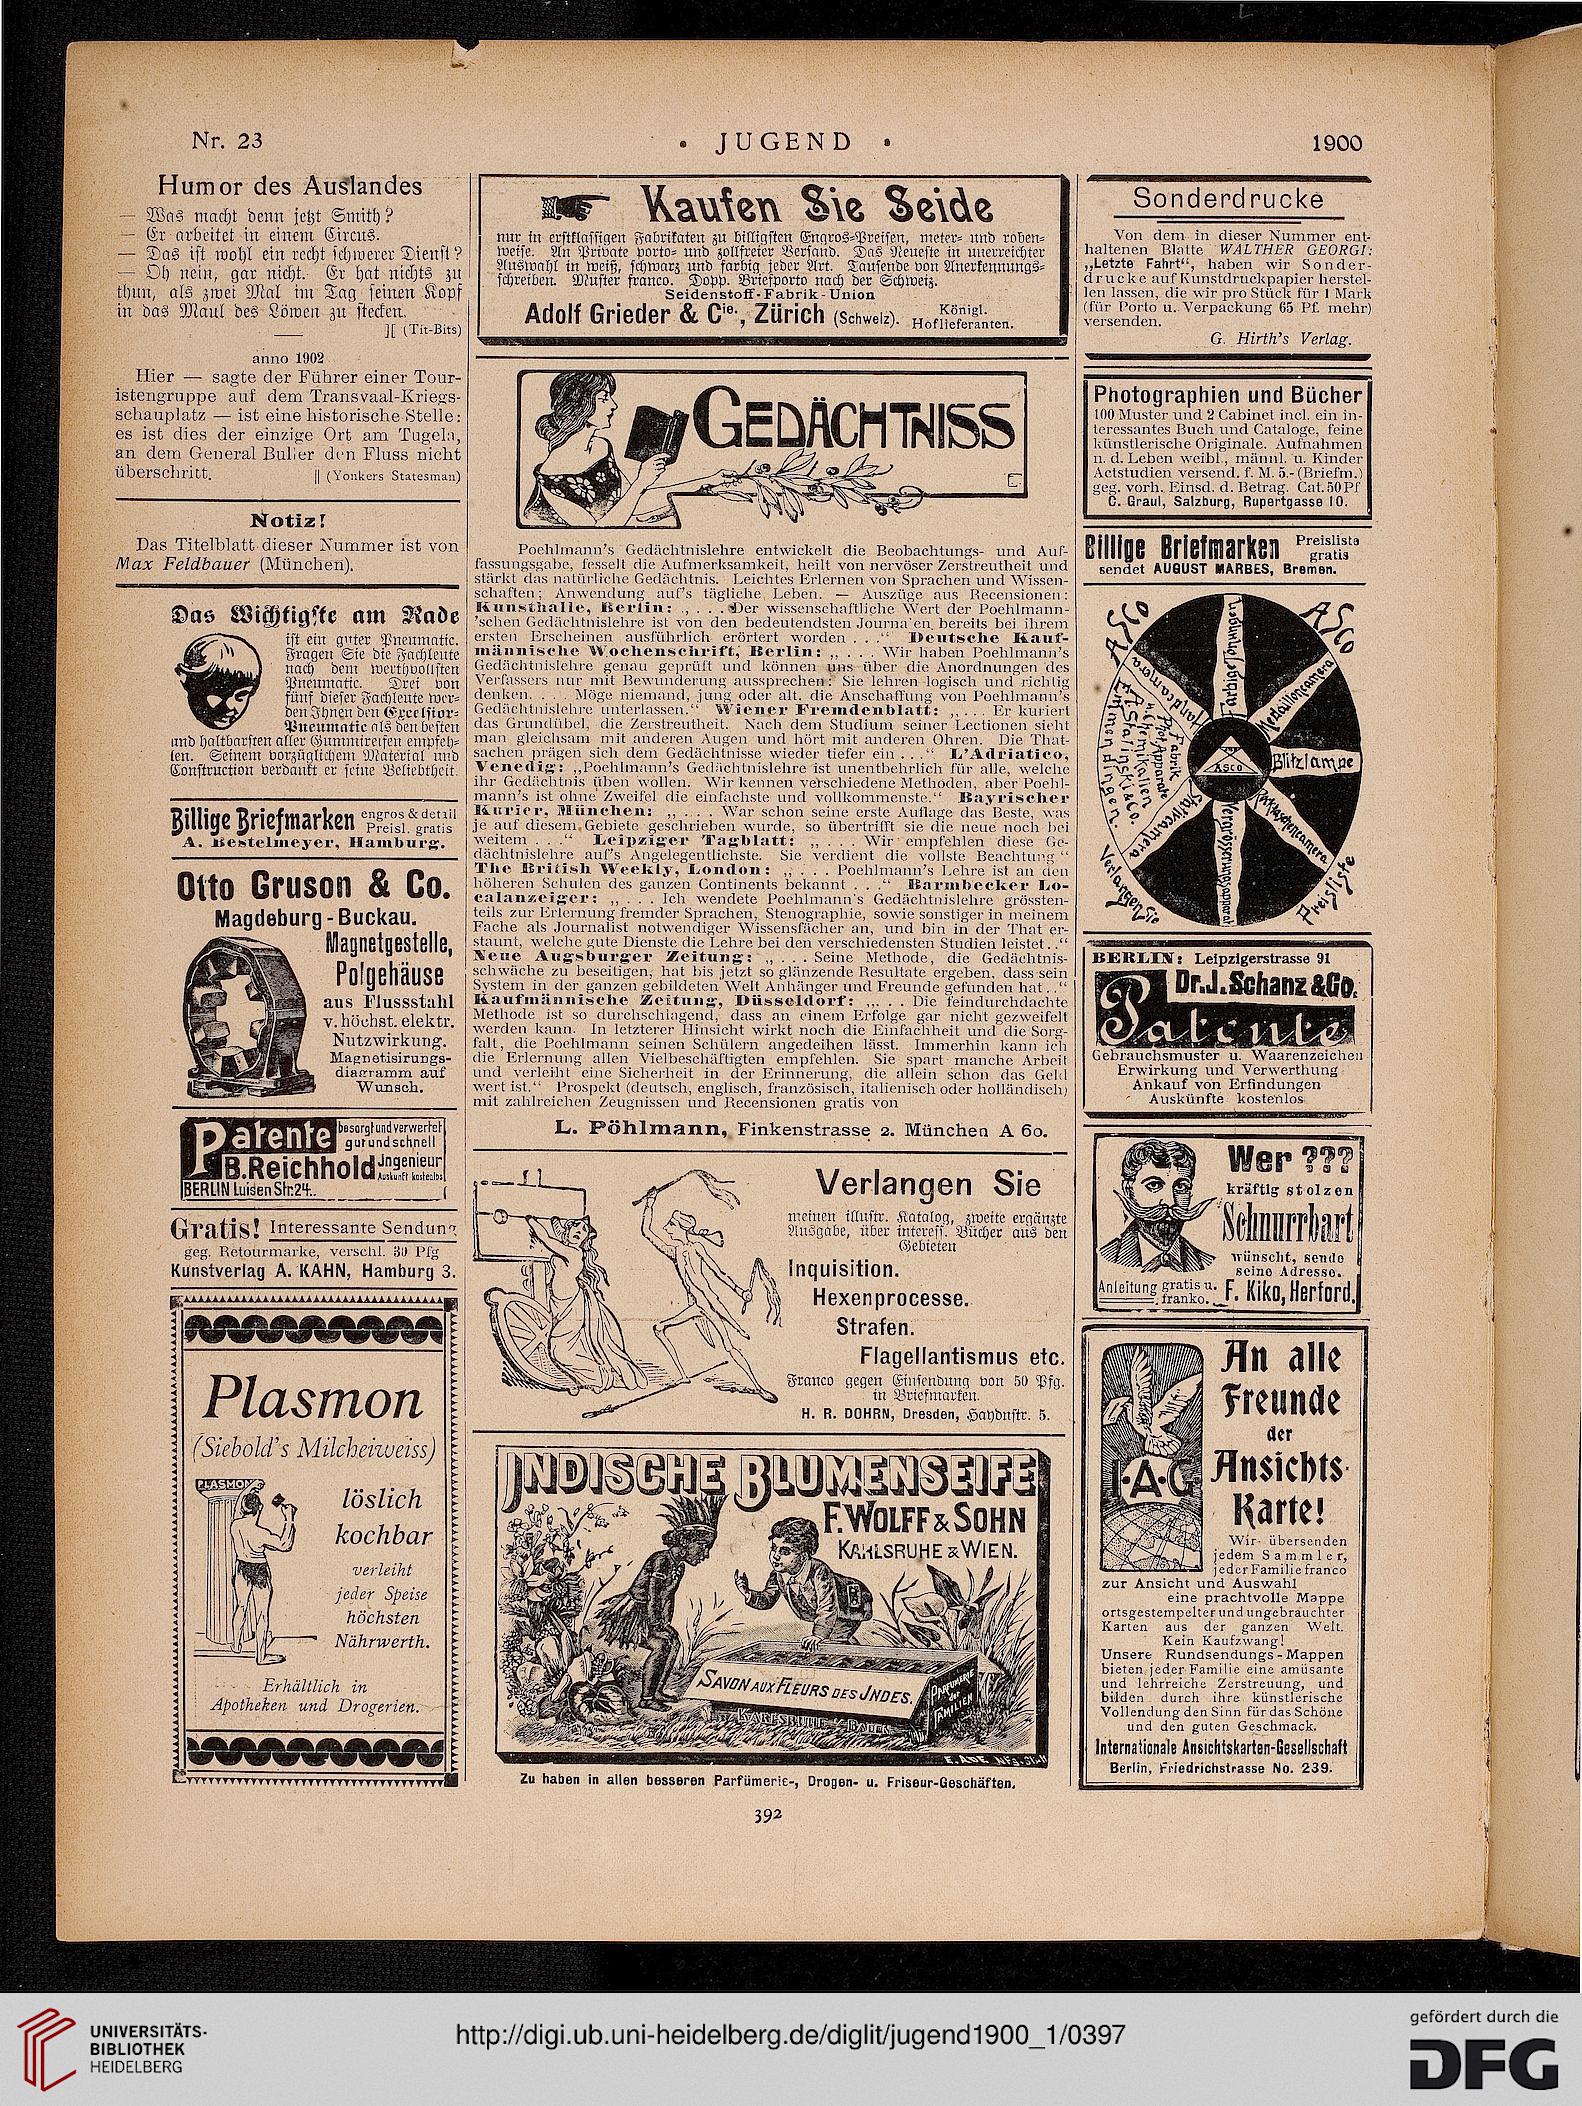 Nr. 23
• JUGEND •
1900
Humor des Auslandes
— Was macht denn jetzt Smith?
— Er arbeitet in einem Circus.
— Das ist wohl ein recht schwerer Dienst?
— Oh nein, gar nicht. Er hat nichts zu
thun, als zwei Mal im Tag seinen Kopf
in das Maul des Löwen zu stecken.
][ (Tit-Bits)
anno 1902
Hier — sagte der Führer einer Tour-
istengruppe auf dem Transvaal-Kriegs-
schauplatz — ist eine historische Stelle:
es ist dies der einzige Ort am Tugela,
an dem General Buller den Fluss nicht
überschritt.
|| (Yonkers Statesman)
Notiz!
Das Titelblatt dieser Nummer ist von
Max Feldbauer (München).
Das Wichtigste am Rade
ist ein guter Pneumatic.
Fragen Sie die Fachleute
nach dem werthvollsten
Pneumatic. Drei von
fünf dieser Fachleute wer-
den Ihnen den Excelsior-
Pneumatic als den besten
und haltbarsten aller Gummireifen empfeh-
len. Seinem vorzüglichem Material und
Construction verdankt er seine Beliebtheit.
Billige Briefmarken engros & detail
Preisl. gratis
A. Bestelmeyer, Hamburg.
Otto Gruson & Co.
Magdeburg-Buckau.
Magnetgestelle,
Polgehäuse
aus Flussstahl
v. höchst. elektr.
Nutzwirkung.
Magnetisirungs-
diagramm auf
Wunsch.
Patente besorgt und verwertet
gut und schnell
B. Reichhold Jngenieur
Auskunft kostenlos
BERLIN Luisen Str. 24.
Gratis! Interessante Sendung
geg. Retourmarke, verschl. 30 Pfg
Kunstverlag A. KAHN, Hamburg 3.
Plasmon
(Siebold's Milcheiweiss)
PLASMON
löslich
kochbar
verleiht
jeder Speise
höchsten
Nährwerth.
Erhältlich in
Apotheken und Drogerien.
Kaufen Sie Seide
nur in erstklassigen Fabrikaten zu billigsten Engros-Preisen, meter- und roben-
weise. An Private porto- und zollfreier Versand. Das Neueste in unerreichter
Auswahl in weiß, schwarz und farbig jeder Art. Tausende von Anerkennungs-
schreiben. Muster franco. Dopp. Briefporto nach der Schweiz.
Seidenstoff-Fabrik-Union
Adolf Grieder & Cie., Zürich (Schweiz). Königl.
Hoflieferanten.
GEDÄCHTNISS
Poehlmann's Gedächtnislehre entwickelt die Beobachtungs- und Auf-
fassungsgabe, fesselt die Aufmerksamkeit, heilt von nervöser Zerstreutheit und
stärkt das natürliche Gedächtnis. Leichtes Erlernen von Sprachen und Wissen-
schaften; Anwendung auf's tägliche Leben. — Auszüge aus Recensionen:
Kunsthalle, Berlin: „ . . . Der wissenschaftliche Wert der Poehlmann-
'schen Gedächtnislehre ist von den bedeutendsten Journalen bereits bei ihrem
ersten Erscheinen ausführlich erörtert worden . . .“ Deutsche Kauf-
männische Wochenschrift, Berlin: „ . . . Wir haben Poehlmann's
Gedächtnislehre genau geprüft und können uns über die Anordnungen des
Verfassers nur mit Bewunderung aussprechen: Sie lehren logisch und richtig
denken. . . . Möge niemand, jung oder alt, die Anschaffung von Poehlmann's
Gedächtnislehre unterlassen.“ Wiener Fremdenblatt: „ . . . Er kuriert
das Grundübel, die Zerstreutheit. Nach dem Studium seiner Lectionen sieht
man gleichsam mit anderen Augen und hört mit anderen Ohren. Die That-
sachen prägen sich dem Gedächtnisse wieder tiefer ein . . .“ L'Adriatico,
Venedig: „Poehlmann's Gedächtnislehre ist unentbehrlich für alle, welche
ihr Gedächtnis üben wollen. Wir kennen verschiedene Methoden, aber Poehl-
mann's ist ohne Zweifel die einfachste und vollkommenste.“ Bayrischer
Kurier, München: „ . . . War schon seine erste Auflage das Beste, was
je auf diesem Gebiete geschrieben wurde, so übertrifft sie die neue noch bei
weitem . . .“ Leipziger Tagblatt: „ . . . Wir empfehlen diese Ge-
dächtnislehre auf's Angelegentlichste. Sie verdient die vollste Beachtung“
The British Weekly, London: „ . . . Poehlmann's Lehre ist an den
höheren Schulen des ganzen Continents bekannt . . .“ Barmbecker Lo-
calanzeiger: „ . . . Ich wendete Poehlmann's Gedächtnislehre grössten-
teils zur Erlernung fremder Sprachen, Stenographie, sowie sonstiger in meinem
Fache als Journalist notwendiger Wissensfächer an, und bin in der That er-
staunt, welche gute Dienste die Lehre bei den verschiedensten Studien leistet . .“
Neue Augsburger Zeitung: „ . . . Seine Methode, die Gedächtnis-
schwäche zu beseitigen, hat bis jetzt so glänzende Resultate ergeben, dass sein
System in der ganzen gebildeten Welt Anhänger und Freunde gefunden hat . .“
Kaufmännische Zeitung, Düsseldorf: „ . . . Die feindurchdachte
Methode ist so durchschlagend, dass an einem Erfolge gar nicht gezweifelt
werden kann. In letzterer Hinsicht wirkt noch die Einfachheit und die Sorg-
falt, die Poehlmann seinen Schülern angedeihen lässt. Immerhin kann ich
die Erlernung allen Vielbeschäftigten empfehlen. Sie spart manche Arbeit
und verleiht eine Sicherheit in der Erinnerung, die allein schon das Geld
wert ist.“ Prospekt (deutsch, englisch, französisch, italienisch oder holländisch)
mit zahlreichen Zeugnissen und Recensionen gratis von
L. Pöhlmann, Finkenstrasse 2. München A 60.
Verlangen Sie
meinen illustr. Katalog, zweite ergänzte
Ausgabe, über interess. Bücher aus den
Gebieten
Inquisition.
Hexenprocesse.
Strafen.
Flagellantismus etc.
Franco gegen Einsendung von 50 Pfg.
in Briefmarken.
H. R. DOHRN, Dresden, Haydnstr. 5.
JNDISCHE BLUMENSEIFE
F. WOLFF & SOHN
KARLSRUHE & WIEN.
SAVON AUX FLEURS DES JNDES.
PARFUMERIE
FAMILIEN
KARLSRUHE BADEN
E. ADE
Zu haben in allen besseren Parfümerie-, Drogen- u. Friseur-Geschäften.
Sonderdrucke
Von dem in dieser Nummer ent-
haltenen Blatte WALTHER GEORGI:
„Letzte Fahrt“, haben wir Sonder-
drucke auf Kunstdruckpapier herstel-
len lassen, die wir pro Stück für 1 Mark
(für Porto u. Verpackung 65 Pf. mehr)
versenden.
G. Hirth's Verlag.
Photographien und Bücher
100 Muster und 2 Cabinet incl. ein in-
teressantes Buch und Cataloge, feine
künstlerische Originale. Aufnahmen
n. d. Leben weibl., männl. u. Kinder
Actstudien versend. f. M. 5.- (Briefm.)
geg. vorh. Einsd. d. Betrag. Cat. 50 Pf
C. Graul, Salzburg, Rupertgasse 10.
Billige Briefmarken Preisliste
gratis
sendet AUGUST MARBES, Bremen.
ASCO
ASCO
Farbige
Medailloncamera
Blitzlampe
Vergrösserungsapparat
Stativcamera
Handcamera
ASCO
Fabrik
Phot. Apparate
u. Chemikalien
A. Stafinski & Co.
Emmendingen.
Verlangen Sie
Preisliste
BERLIN: Leipzigerstrasse 91
Dr. J. Schanz & Co.
Patente
Gebrauchsmuster u. Waarenzeichen
Erwirkung und Verwerthung
Ankauf von Erfindungen
Auskünfte kostenlos
Wer ???
kräftig stolzen
Schnurrbart
wünscht, sende
seine Adresse.
Anleitung gratis u.
franko. F. Kiko, Herford.
An alle
Freunde
der
Ansichts-
Karte!
I·A·G
Wir übersenden
jedem Sammler,
jeder Familie franco
zur Ansicht und Auswahl
eine prachtvolle Mappe
ortsgestempelter und ungebrauchter
Karten aus der ganzen Welt.
Kein Kaufzwang!
Unsere Rundsendungs-Mappen
bieten jeder Familie eine amüsante
und lehrreiche Zerstreuung, und
bilden durch ihre künstlerische
Vollendung den Sinn für das Schöne
und den guten Geschmack.
Internationale Ansichtskarten-Gesellschaft
Berlin, Friedrichstrasse No. 239.
392
UNIVERSITÄTS-
BIBLIOTHEK
HEIDELBERG
http://digi.ub.uni-heidelberg.de/diglit/jugend1900_1/0397
gefördert durch die
DFG